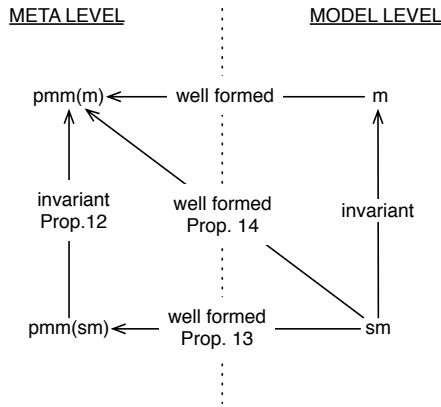 META LEVEL
MODEL LEVEL
pmm(m)
well formed
m
invariant
Prop.12
well formed
Prop. 14
invariant
pmm(sm)
well formed
Prop. 13
sm